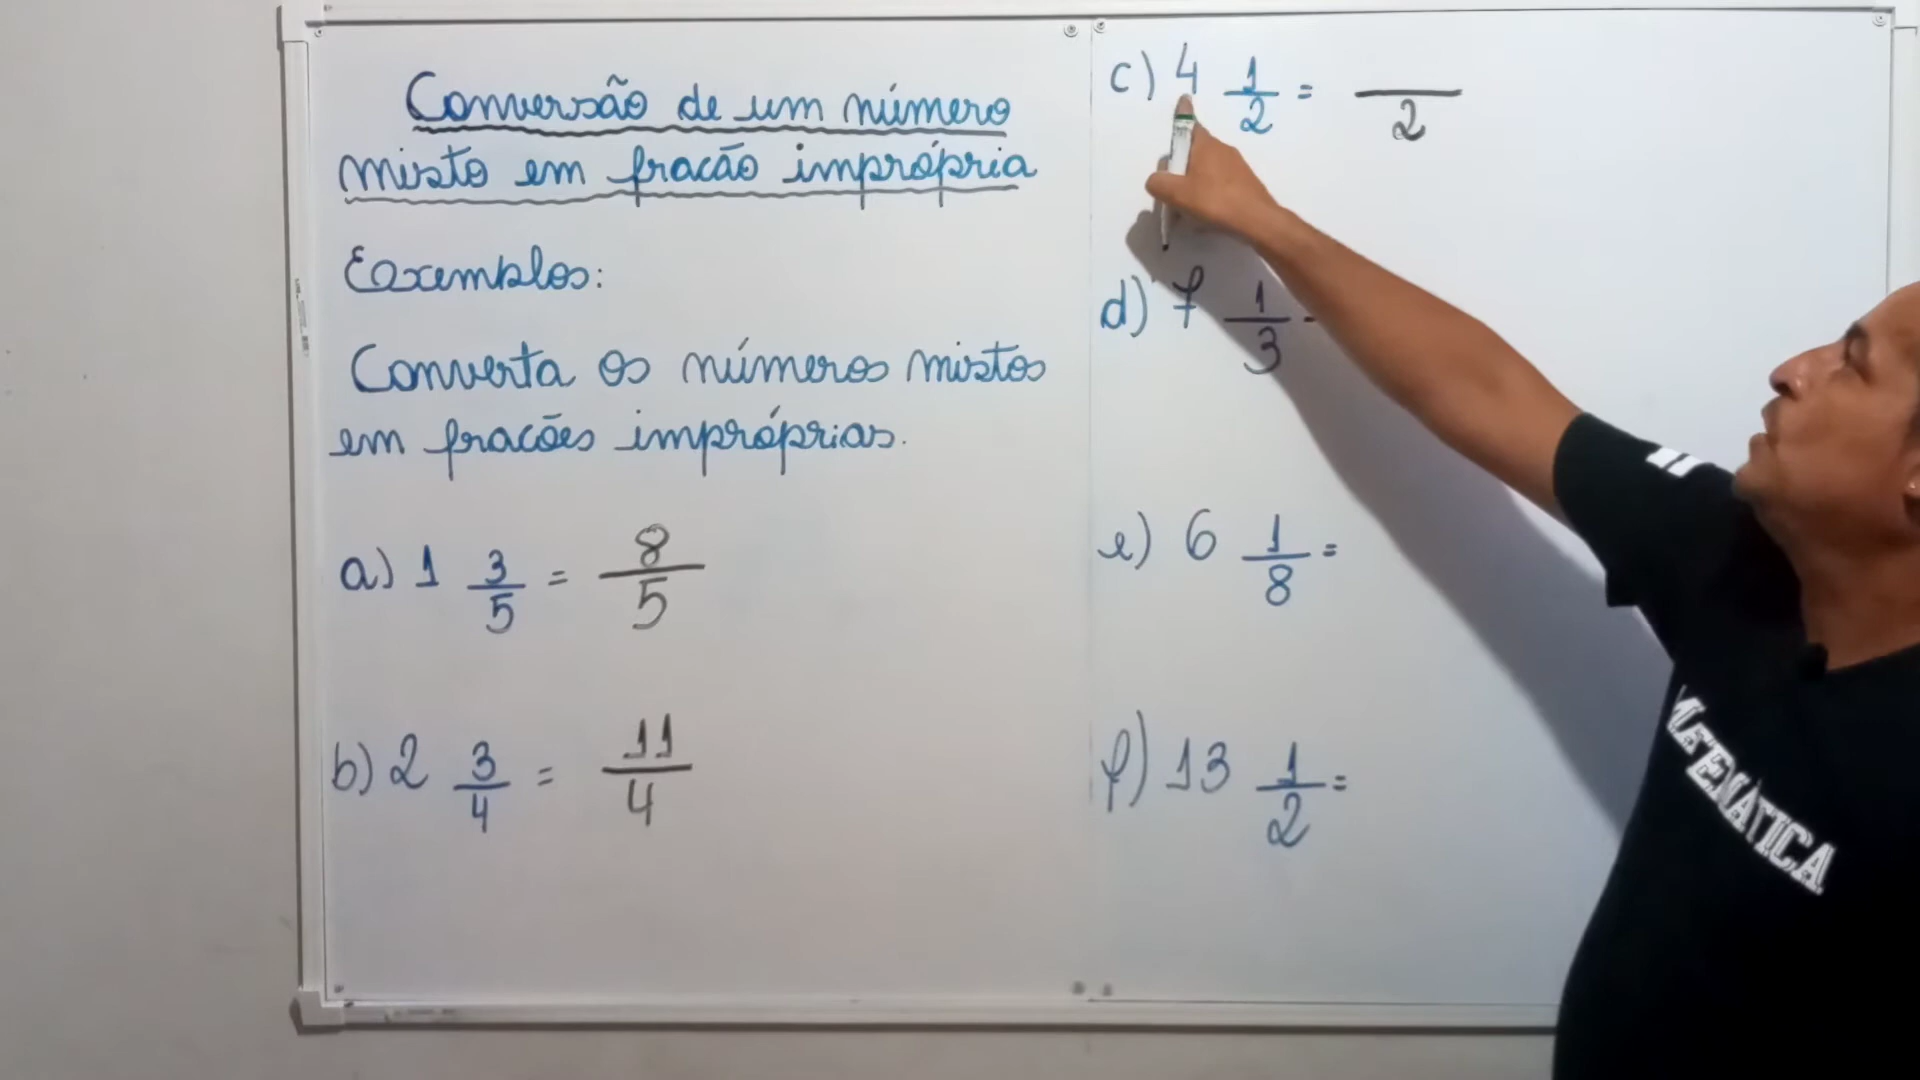 Conversão de um número
misto em fracão imprópria
Exemplos:
Converta os números mistos
em fracões impróprias.
a) 1 3/5 = 8/5
b) 2 3/4 = 11/4
c) 4 1/2 = /2
d) 7 1/3 =
e) 6 1/8 =
f) 13 1/2 =
MATEMÁTICA